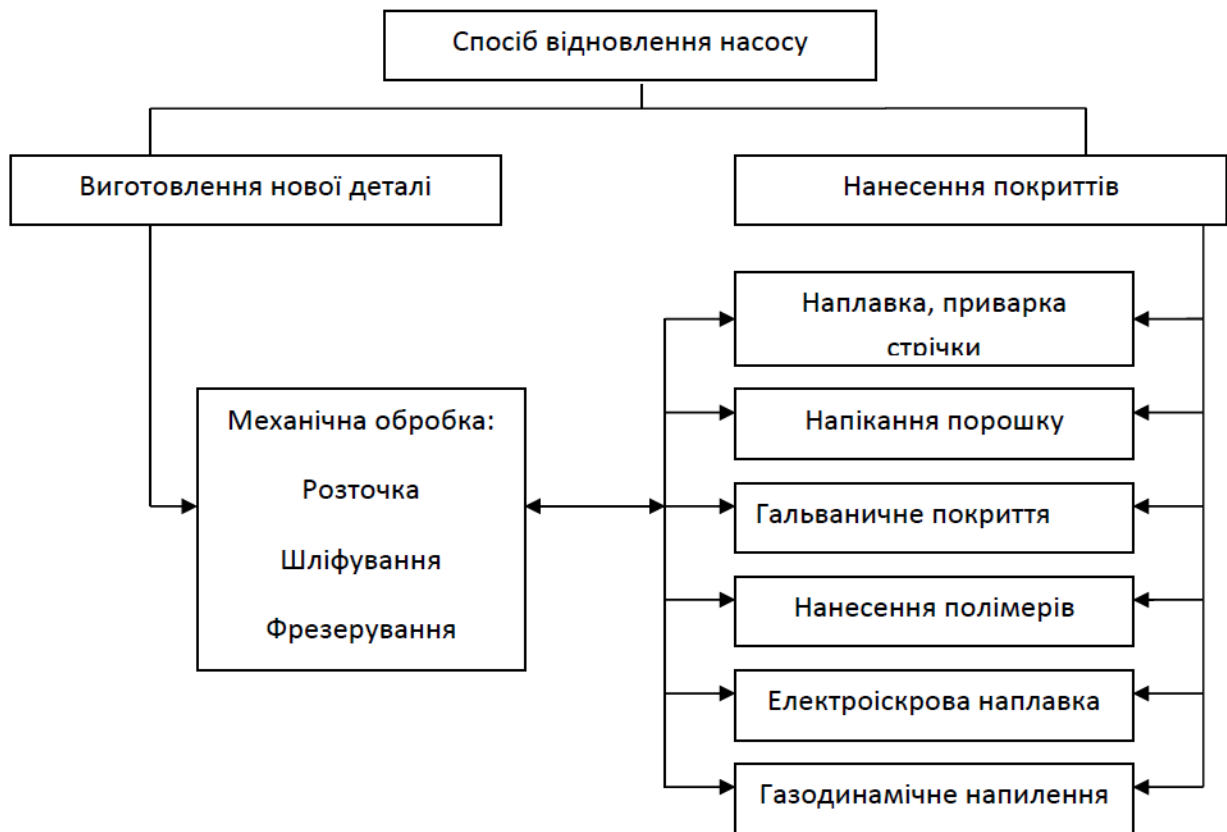 Спосіб відновлення насосу
Виготовлення нової деталі
Нанесення покриттів
Наплавка, приварка
стрічки
Механічна обробка:
Розточка
Шліфування
Фрезерування
Напікання порошку
Гальваничне покриття
Нанесення полімерів
Електроіскрова наплавка
Газодинамічне напилення